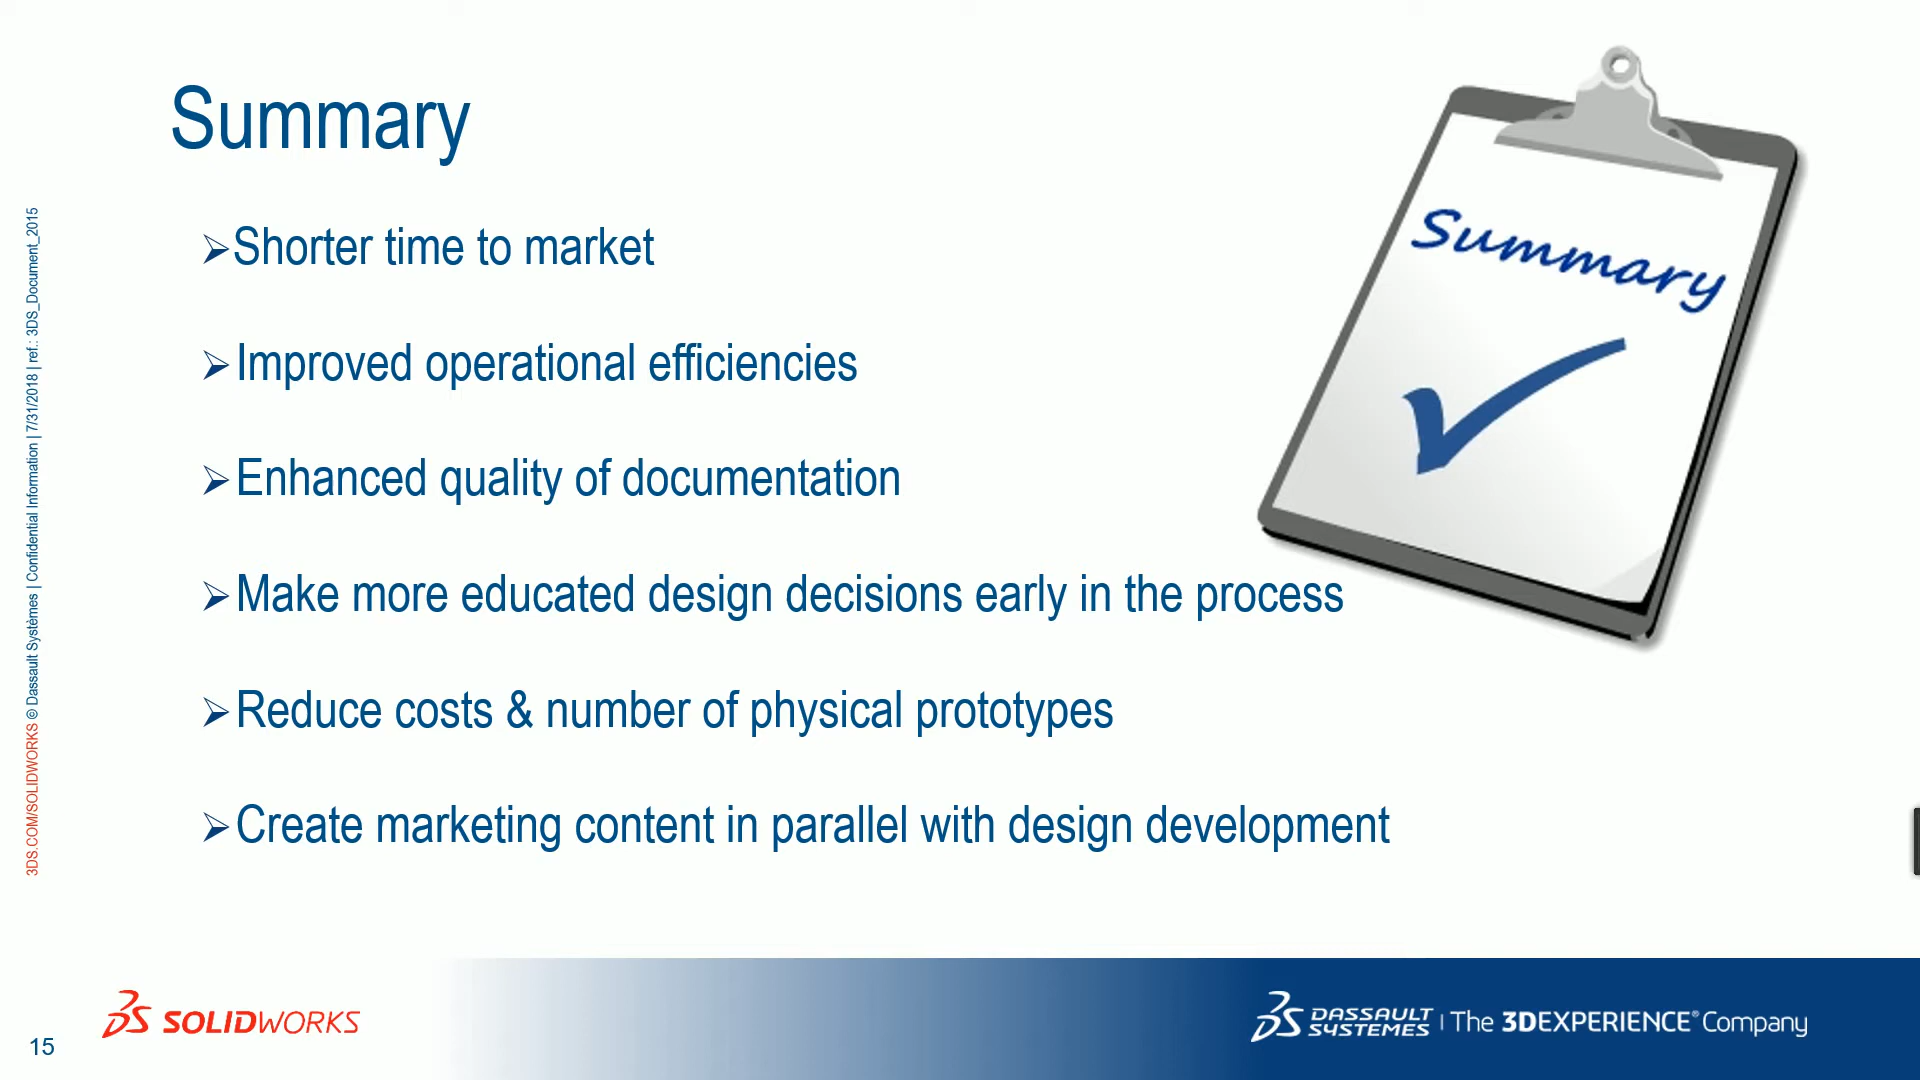 Summary
➢Shorter time to market
➢Improved operational efficiencies
➢Enhanced quality of documentation
➢Make more educated design decisions early in the process
➢Reduce costs & number of physical prototypes
➢Create marketing content in parallel with design development
Summary
3DS.COM/SOLIDWORKS © Dassault Systèmes | Confidential Information | 7/31/2018 | ref.: 3DS_Document_2015
15
SOLIDWORKS
DASSAULT SYSTEMES | The 3DEXPERIENCE® Company